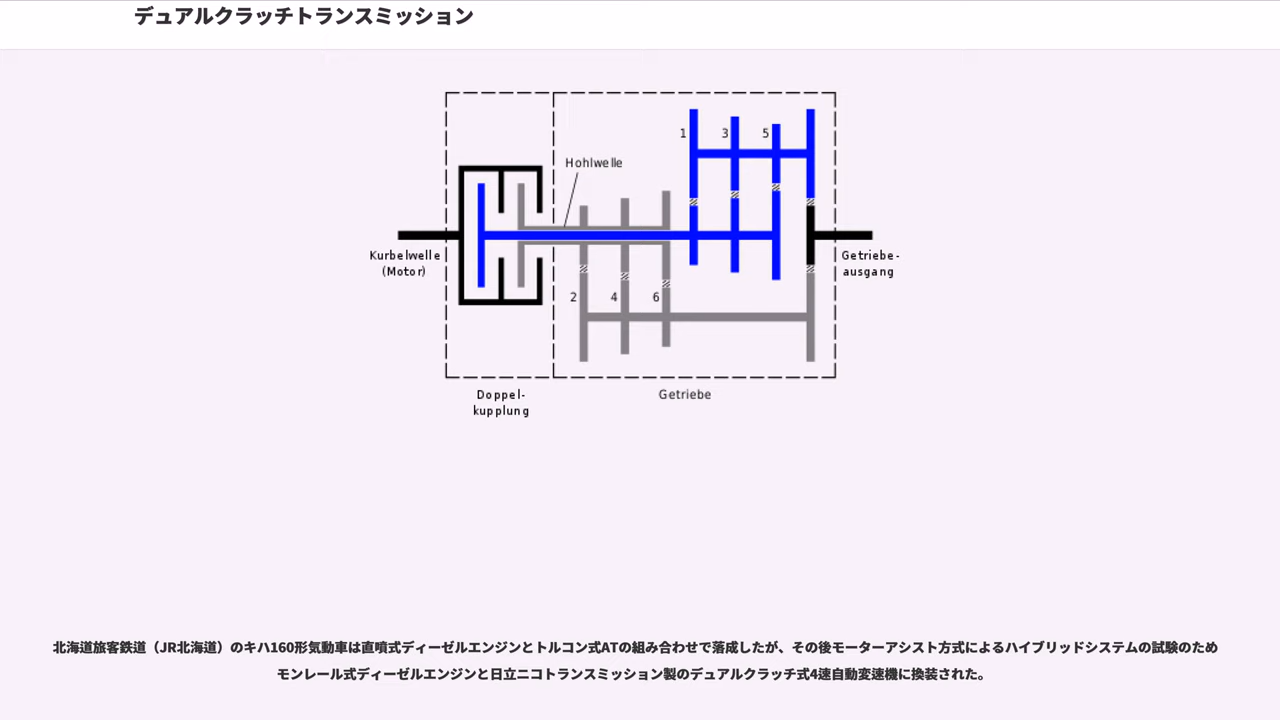 デュアルクラッチトランスミッション
1
3
5
Hohlwelle
Kurbelwelle
(Motor)
Getriebe-
ausgang
2
4
6
Doppel-
kupplung
Getriebe
北海道旅客鉄道（JR北海道）のキハ160形気動車は直噴式ディーゼルエンジンとトルコン式ATの組み合わせで落成したが、その後モーターアシスト方式によるハイブリッドシステムの試験のため
モンレール式ディーゼルエンジンと日立ニコトランスミッション製のデュアルクラッチ式4速自動変速機に換装された。